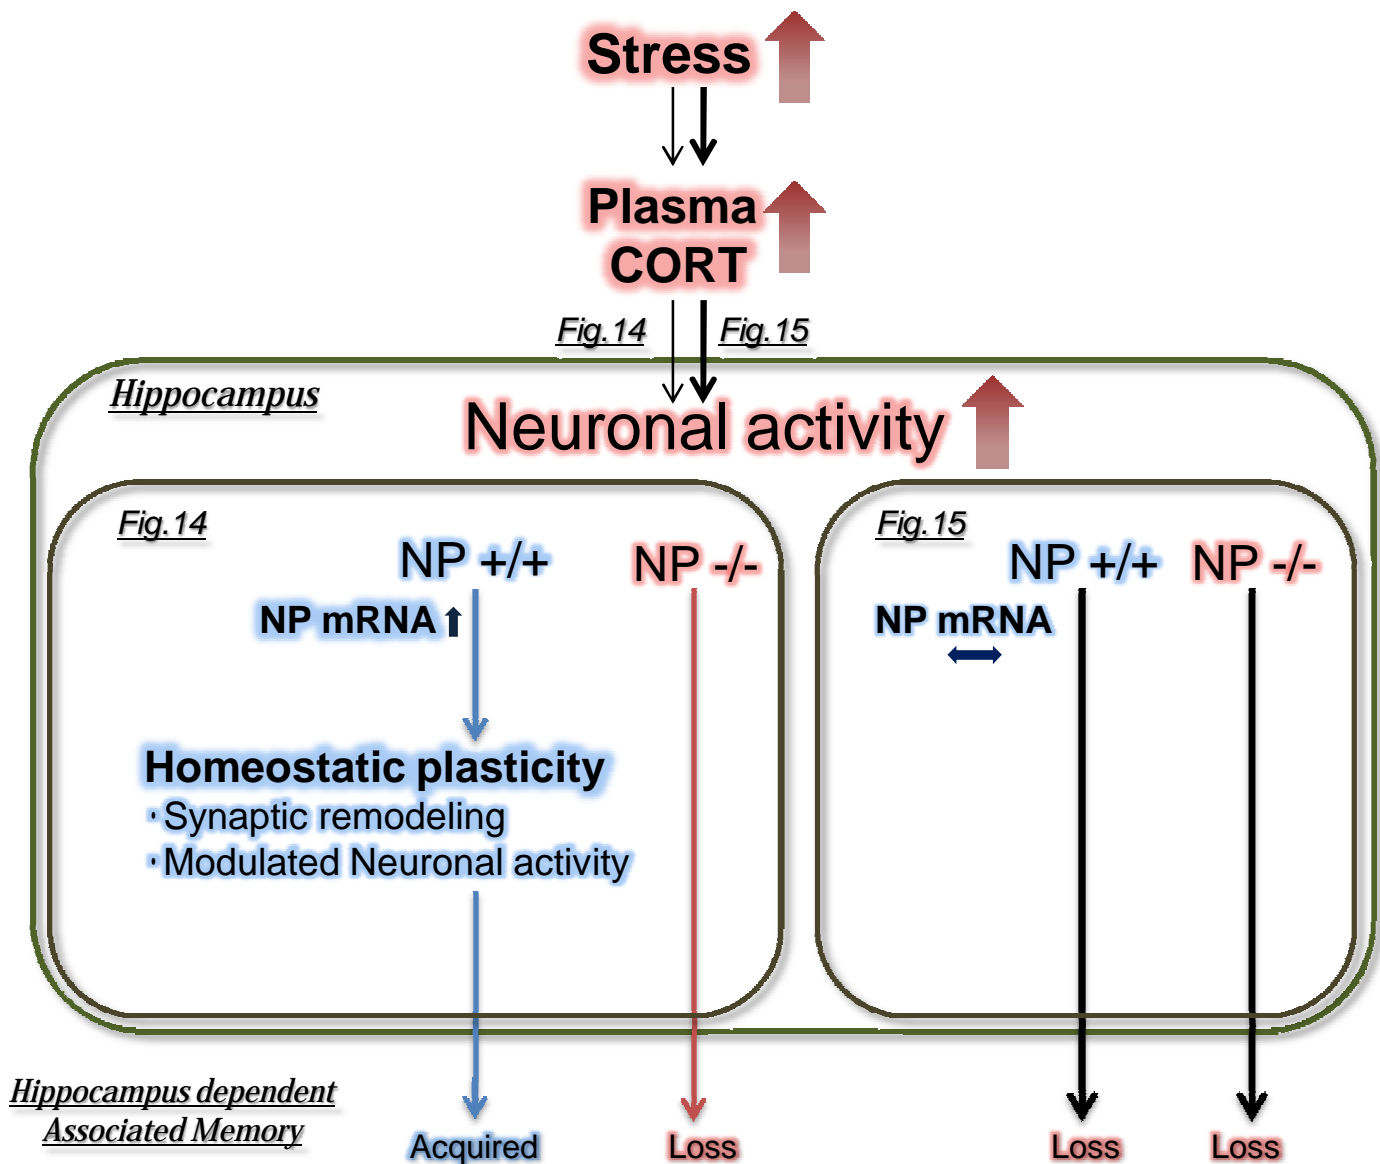 Stress
Plasma
CORT
Fig.14
Fig.15
Hippocampus
Neuronal activity
Fig.14
NP +/+
NP -/-
NP mRNA
Homeostatic plasticity
·Synaptic remodeling
·Modulated Neuronal activity
Fig.15
NP +/+
NP -/-
NP mRNA
Hippocampus dependent
Associated Memory
Acquired
Loss
Loss
Loss